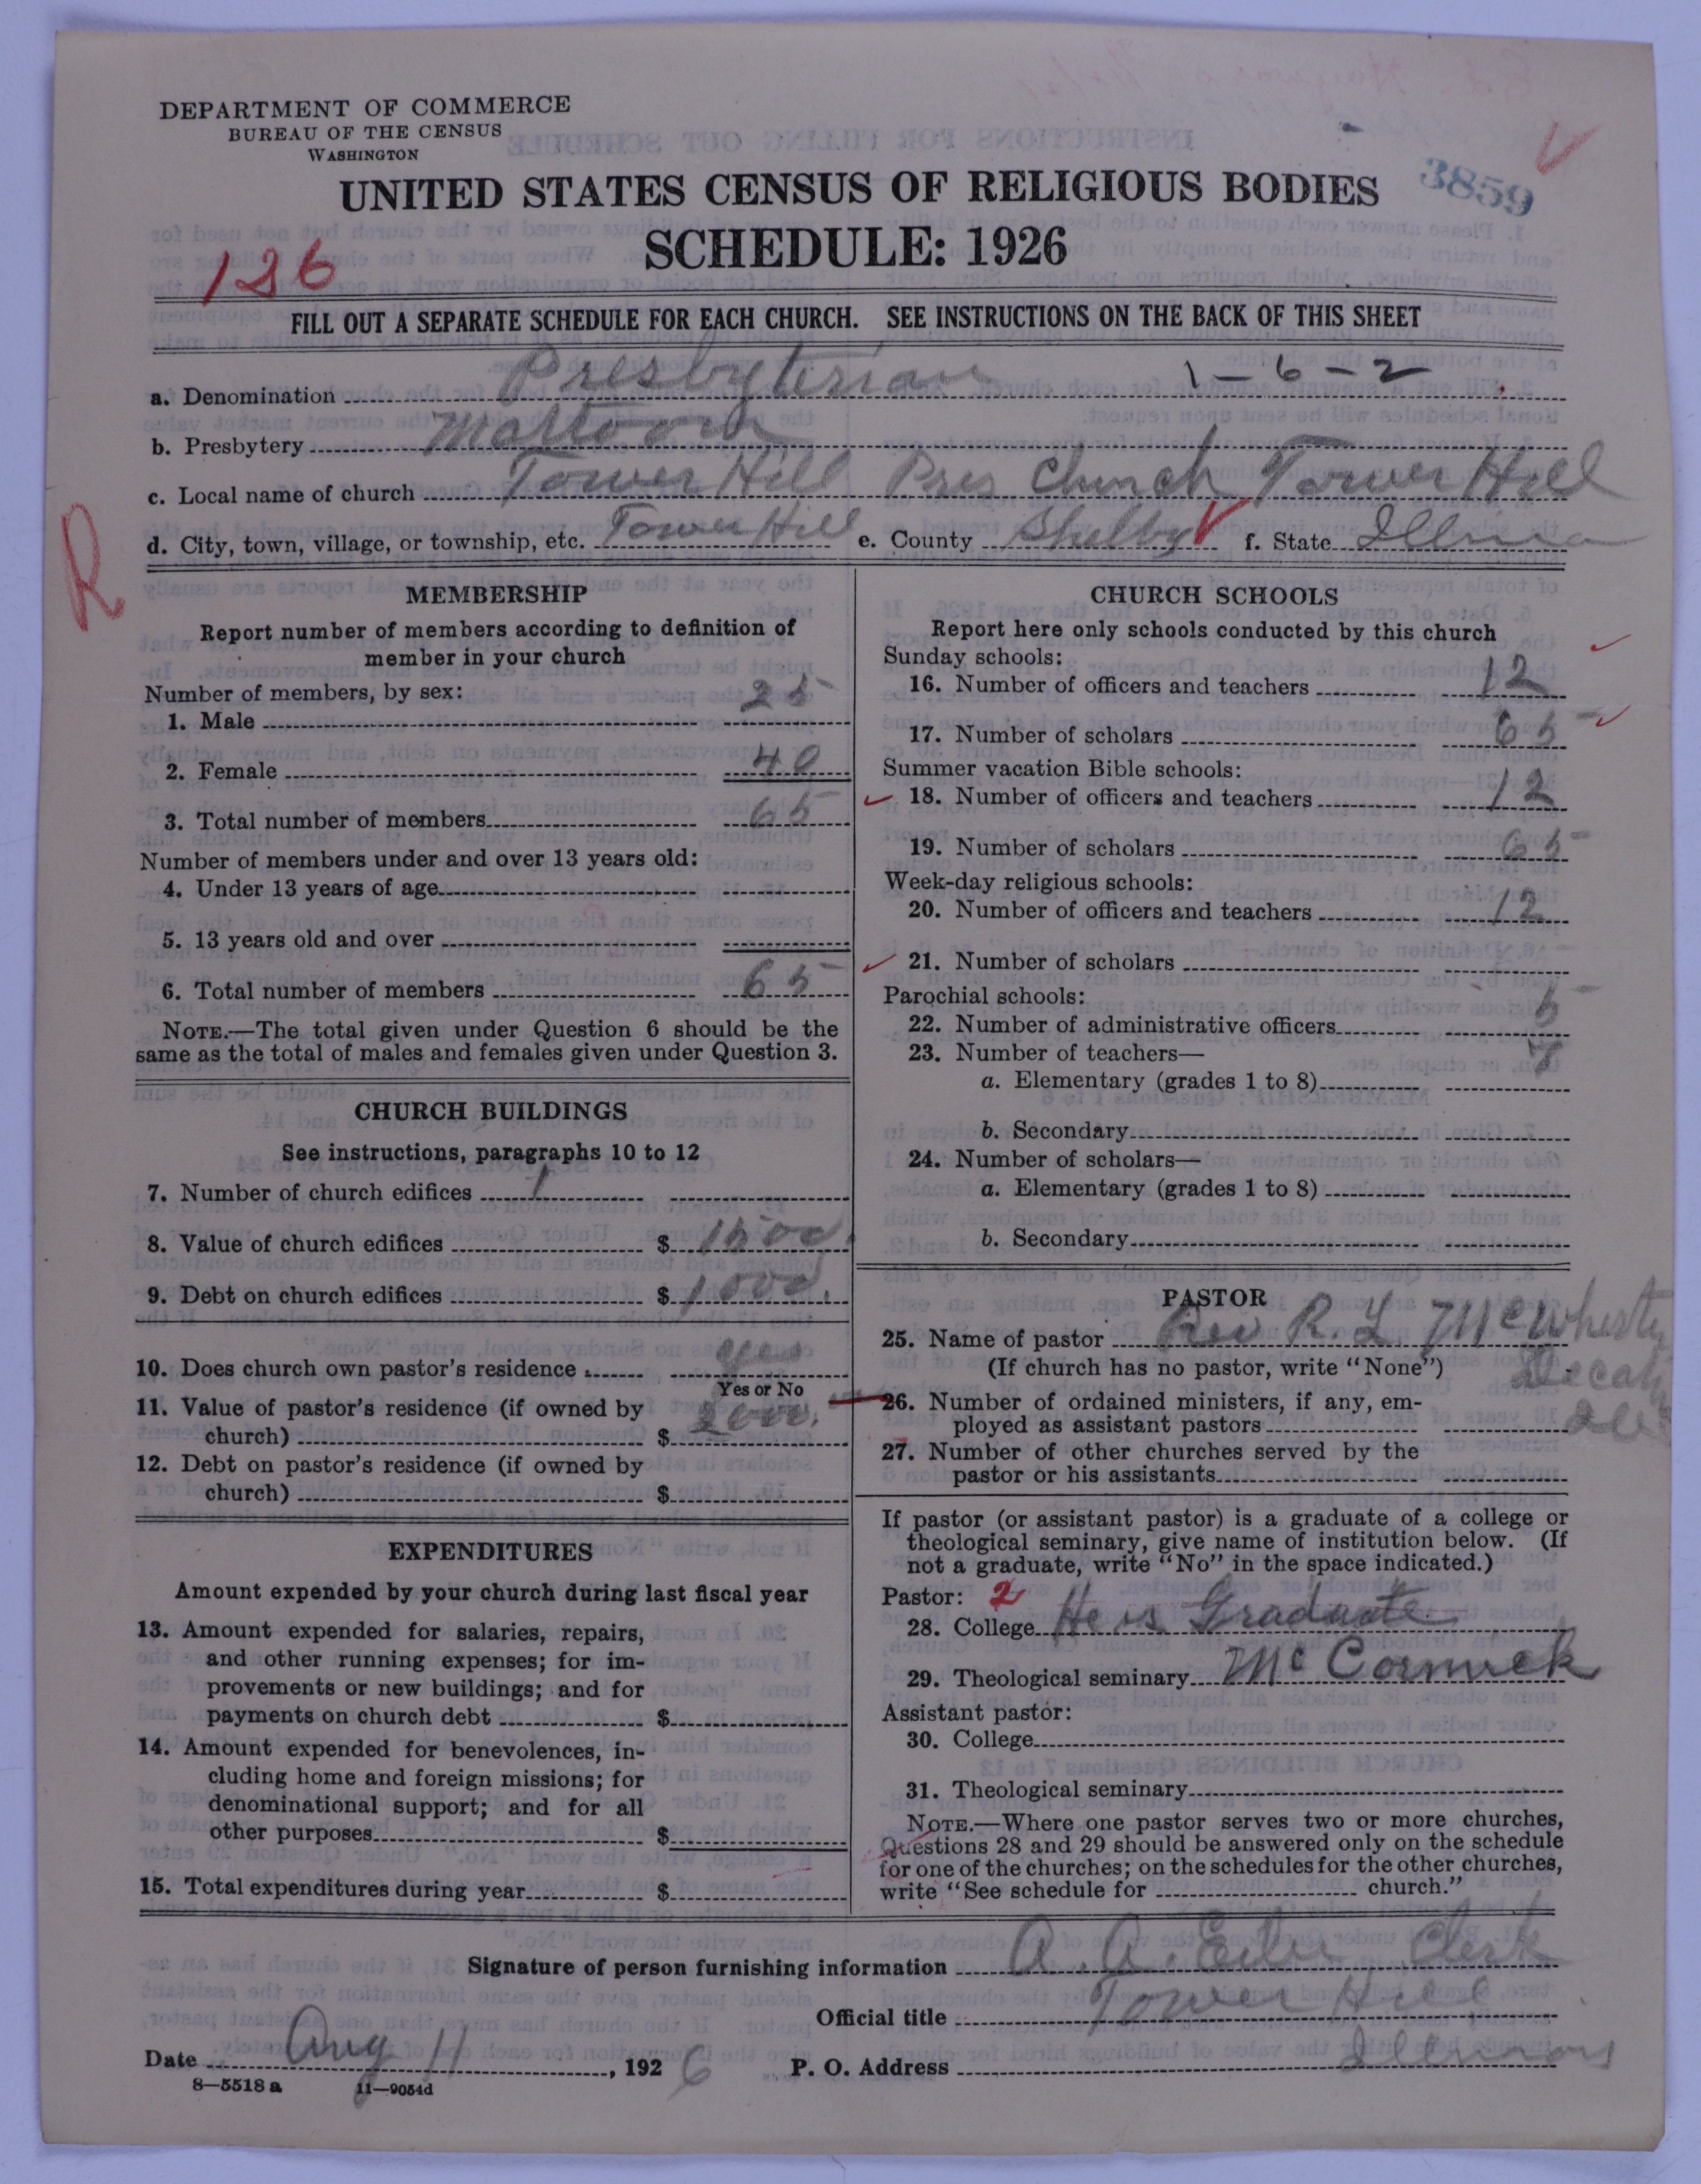 DEPARTMENT OF COMMERCE
BUREAU OF THE CENSUS
WASHINGTON
UNITED STATES CENSUS OF RELIGIOUS BODIES
3859
SCHEDULE: 1926
126
FILL OUT A SEPARATE SCHEDULE FOR EACH CHURCH. SEE INSTRUCTIONS ON THE BACK OF THIS SHEET
a. Denomination Presbyterian 1-6-2
b. Presbytery Mattoon
c. Local name of church Tower Hill Pres Church Tower Hill
d. City, town, village, or township, etc. Tower Hill e. County Shelby f. State Illinois
R
MEMBERSHIP
Report number of members according to definition of
member in your church
Number of members, by sex:
1. Male 25
2. Female 40
3. Total number of members 65
Number of members under and over 13 years old:
4. Under 13 years of age
5. 13 years old and over
6. Total number of members 65
NOTE.—The total given under Question 6 should be the
same as the total of males and females given under Question 3.
CHURCH BUILDINGS
See instructions, paragraphs 10 to 12
7. Number of church edifices 1
8. Value of church edifices $ 1500.
9. Debt on church edifices $ 1000.
10. Does church own pastor's residence yes
Yes or No
11. Value of pastor's residence (if owned by
church) $ 2000.
12. Debt on pastor's residence (if owned by
church) $
EXPENDITURES
Amount expended by your church during last fiscal year
13. Amount expended for salaries, repairs,
and other running expenses; for im-
provements or new buildings; and for
payments on church debt $
14. Amount expended for benevolences, in-
cluding home and foreign missions; for
denominational support; and for all
other purposes $
15. Total expenditures during year $
CHURCH SCHOOLS
Report here only schools conducted by this church
Sunday schools:
16. Number of officers and teachers 12
17. Number of scholars 65
Summer vacation Bible schools:
18. Number of officers and teachers 12
19. Number of scholars 65
Week-day religious schools:
20. Number of officers and teachers 12
21. Number of scholars
Parochial schools:
22. Number of administrative officers 5
23. Number of teachers— 7
a. Elementary (grades 1 to 8)
b. Secondary
24. Number of scholars—
a. Elementary (grades 1 to 8)
b. Secondary
PASTOR
25. Name of pastor Rev R. L. McWherty
(If church has no pastor, write "None") Decatur
26. Number of ordained ministers, if any, em-
ployed as assistant pastors Ill
27. Number of other churches served by the
pastor or his assistants
If pastor (or assistant pastor) is a graduate of a college or
theological seminary, give name of institution below. (If
not a graduate, write "No" in the space indicated.)
Pastor: 2
28. College He is Graduate
29. Theological seminary McCormick
Assistant pastor:
30. College
31. Theological seminary
NOTE.—Where one pastor serves two or more churches,
Questions 28 and 29 should be answered only on the schedule
for one of the churches; on the schedules for the other churches,
write "See schedule for church."
Signature of person furnishing information A. A. Clerk
Official title Tower Hill
Date Aug 11, 1926 P. O. Address Illinois
8—5518 a 11—9054d